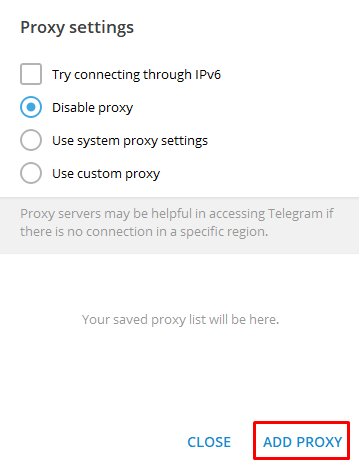 Proxy settings
Try connecting through IPv6
Disable proxy
Use system proxy settings
Use custom proxy
Proxy servers may be helpful in accessing Telegram if
there is no connection in a specific region.
Your saved proxy list will be here.
CLOSE ADD PROXY